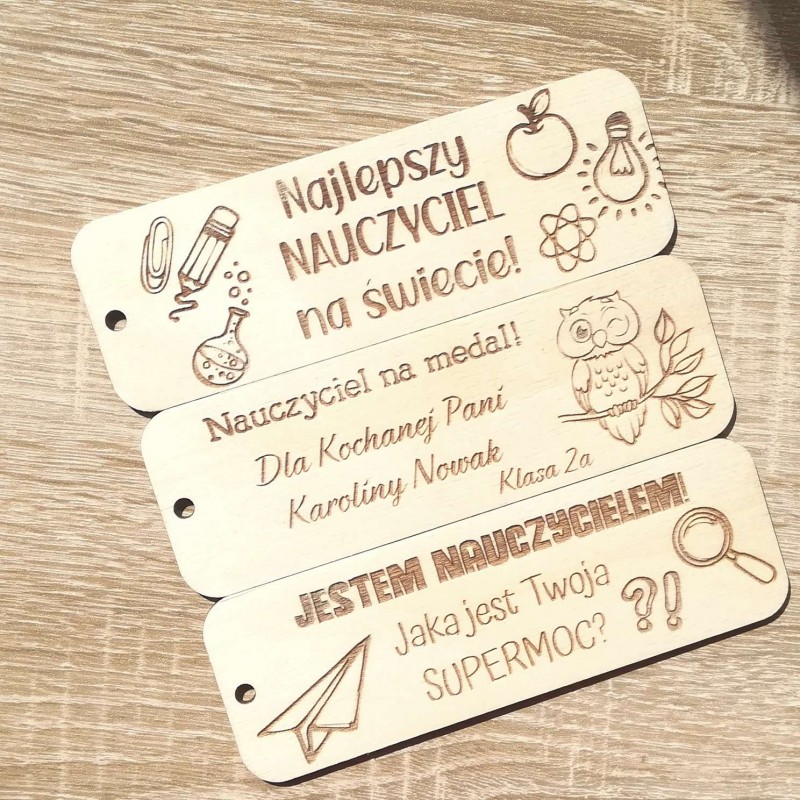 Najlepszy
NAUCZYCIEL
na świecie!
Nauczyciel na medal!
Dla Kochanej Pani
Karoliny Nowak
Klasa 2a
JESTEM NAUCZYCIELEM!
Jaka jest Twoja
SUPERMOC?
?!